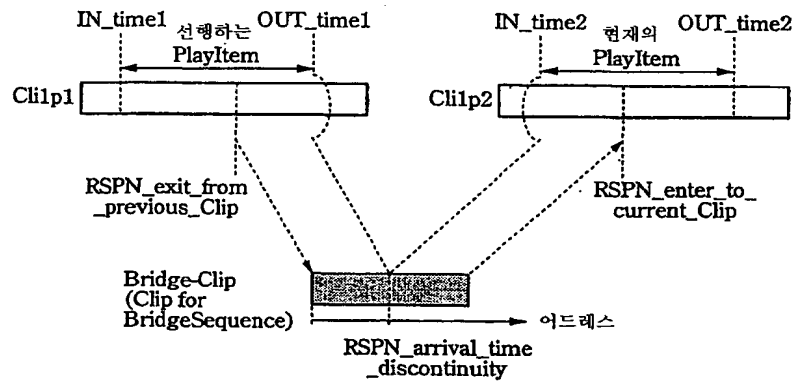 IN_time1 선행하는 OUT_time1
PlayItem
IN_time2 현재의 OUT_time2
PlayItem
Cli1p1
Cli1p2
RSPN_exit_from
_previous_Clip
RSPN_enter_to_
current_Clip
Bridge-Clip
(Clip for
BridgeSequence)
어드레스
RSPN_arrival_time
_discontinuity